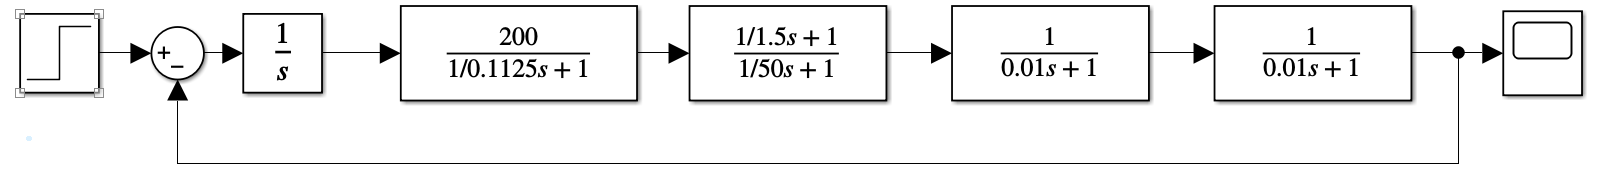 +
−
1
s
200
1/0.1125s + 1
1/1.5s + 1
1/50s + 1
1
0.01s + 1
1
0.01s + 1